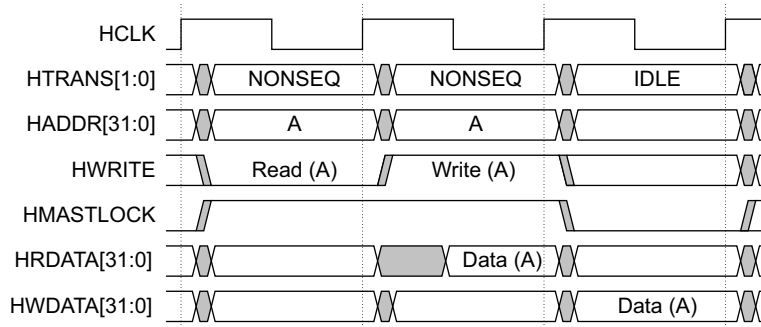 HCLK
HTRANS[1:0] NONSEQ NONSEQ IDLE
HADDR[31:0] A A
HWRITE Read (A) Write (A)
HMASTLOCK
HRDATA[31:0] Data (A)
HWDATA[31:0] Data (A)